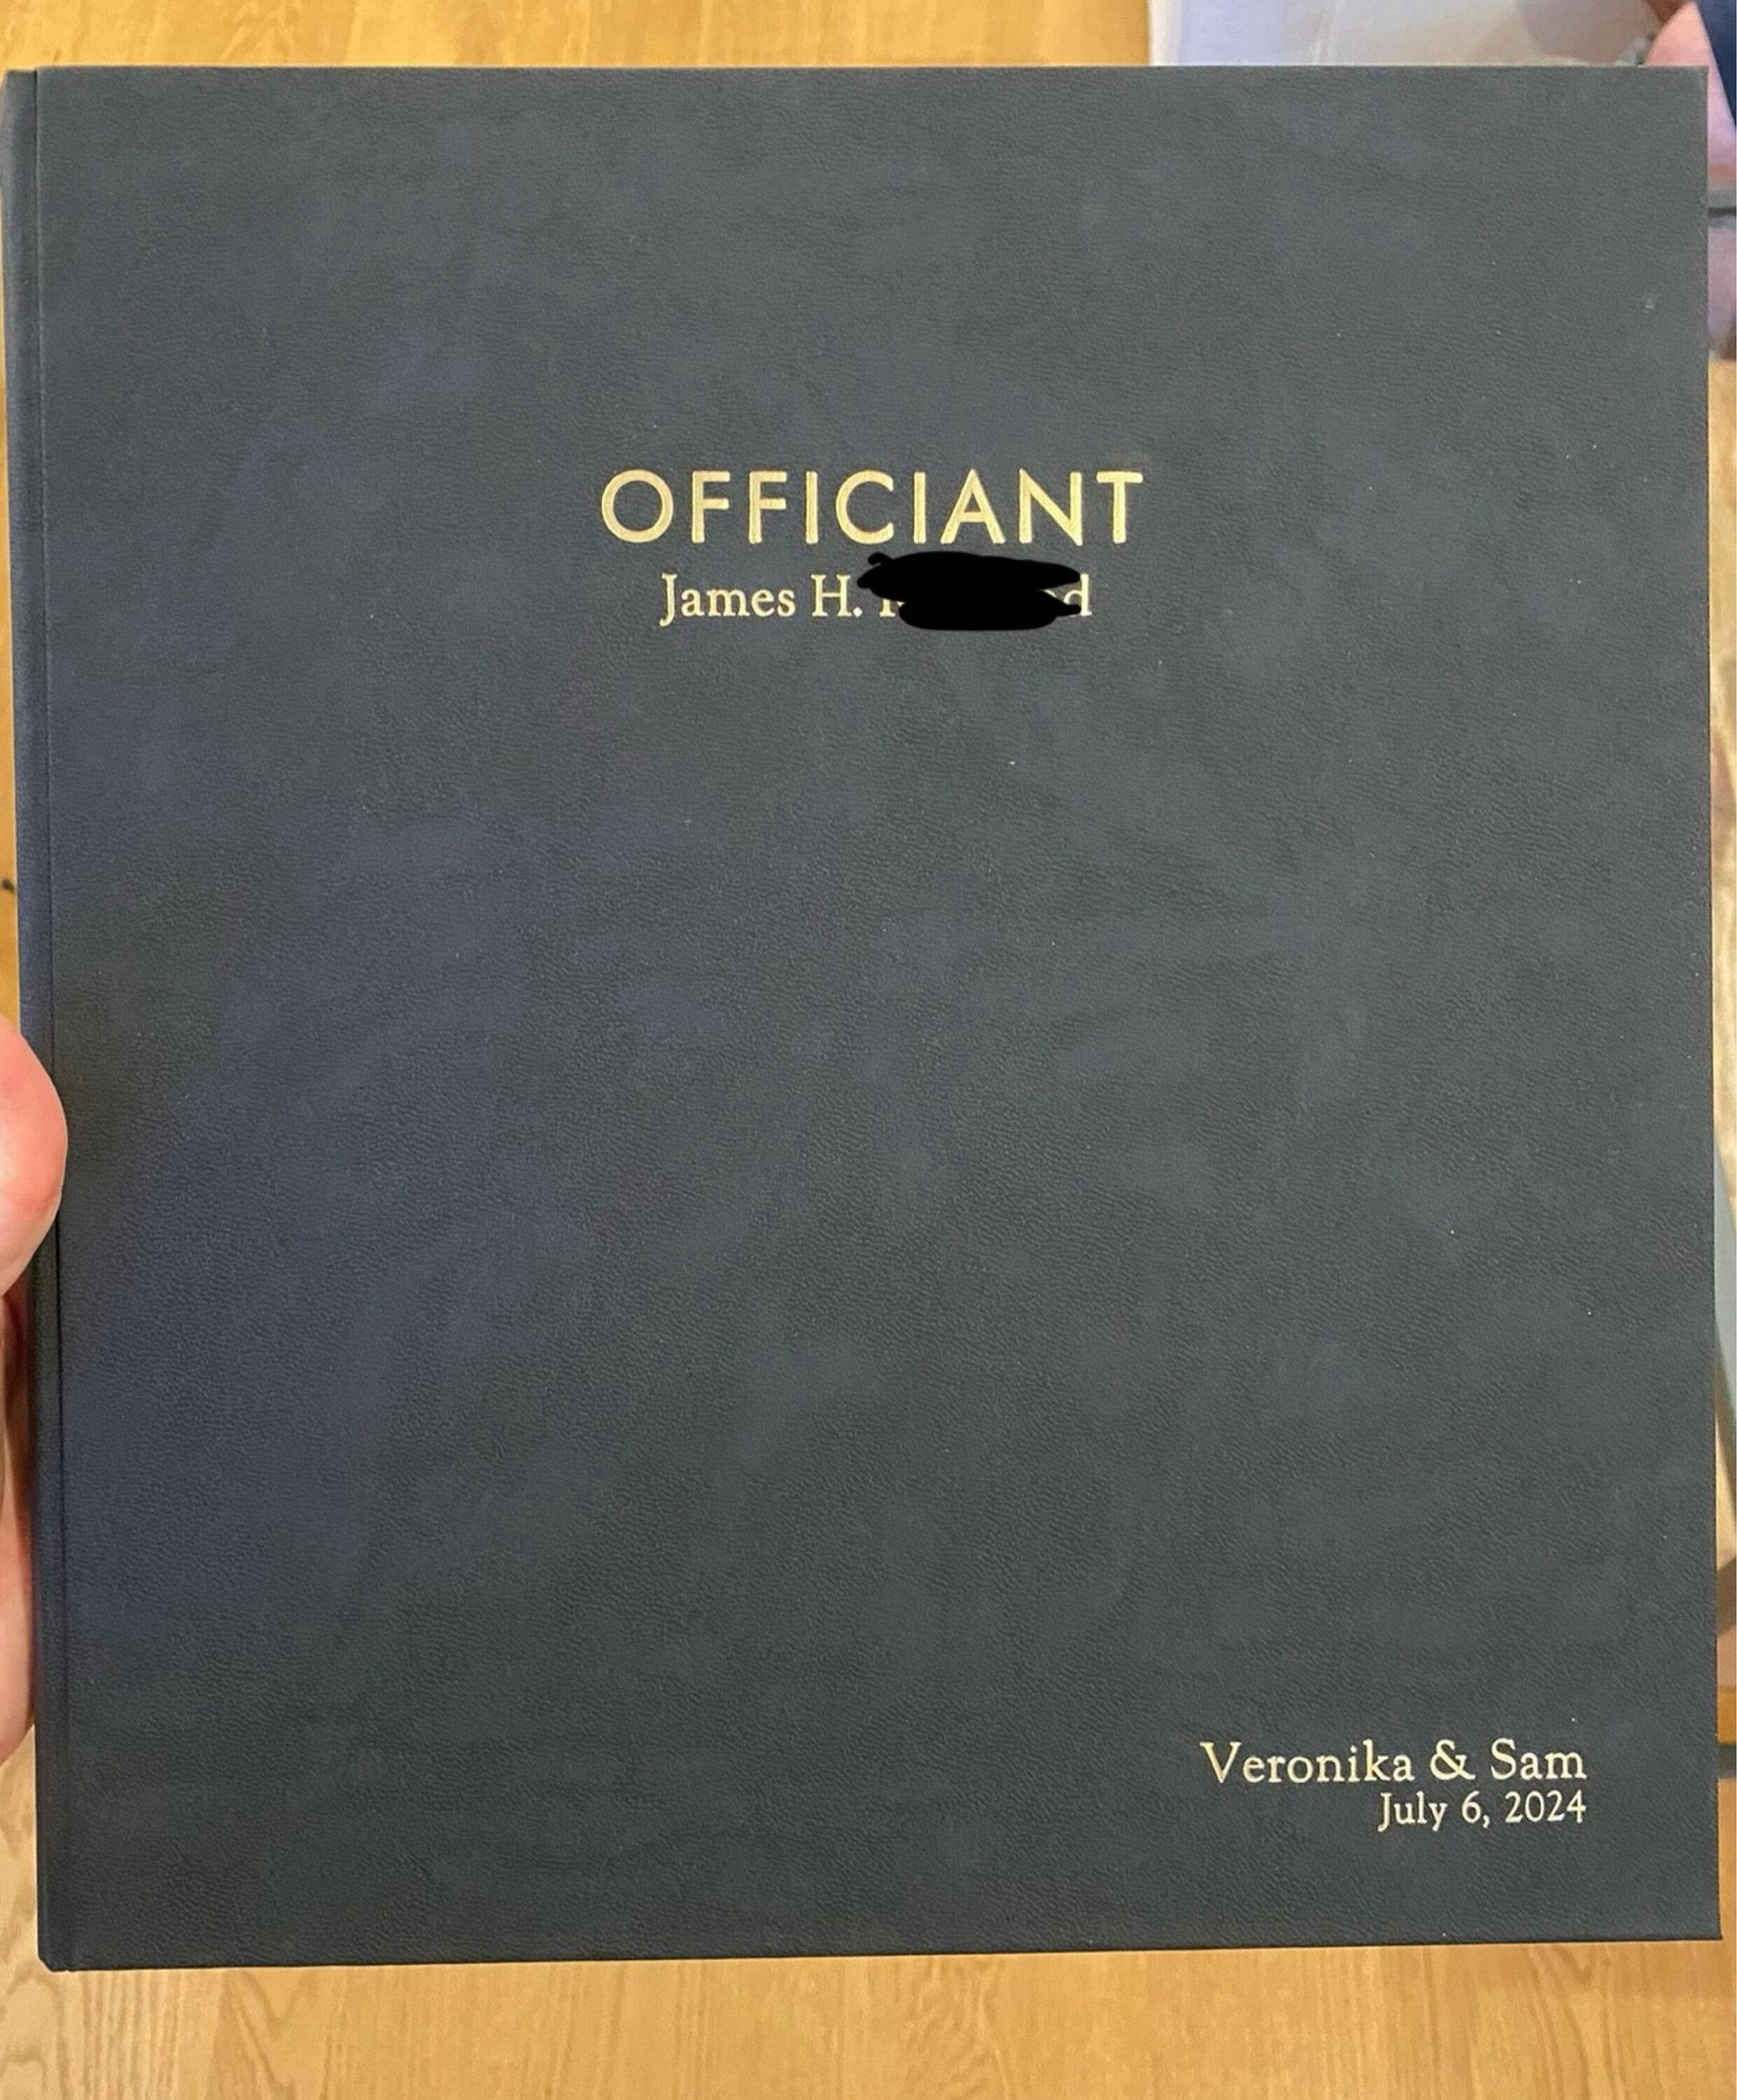 OFFICIANT
James H.
Veronika & Sam
July 6, 2024